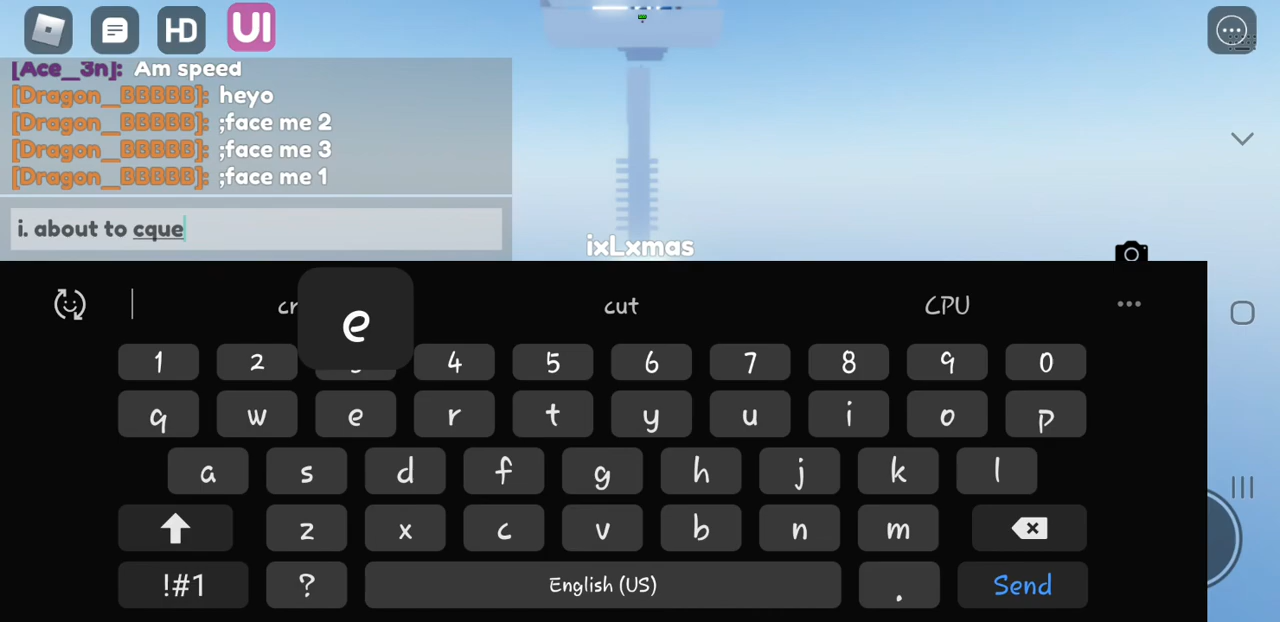 HD UI
[Ace_3n]: Am speed
[Dragon_BBBBB]: heyo
[Dragon_BBBBB]: ;face me 2
[Dragon_BBBBB]: ;face me 3
[Dragon_BBBBB]: ;face me 1
i. about to cque
ixLxmas
e cut CPU
1 2 4 5 6 7 8 9 0
q w e r t y u i o p
a s d f g h j k l
z x c v b n m
!#1 ? English (US) . Send